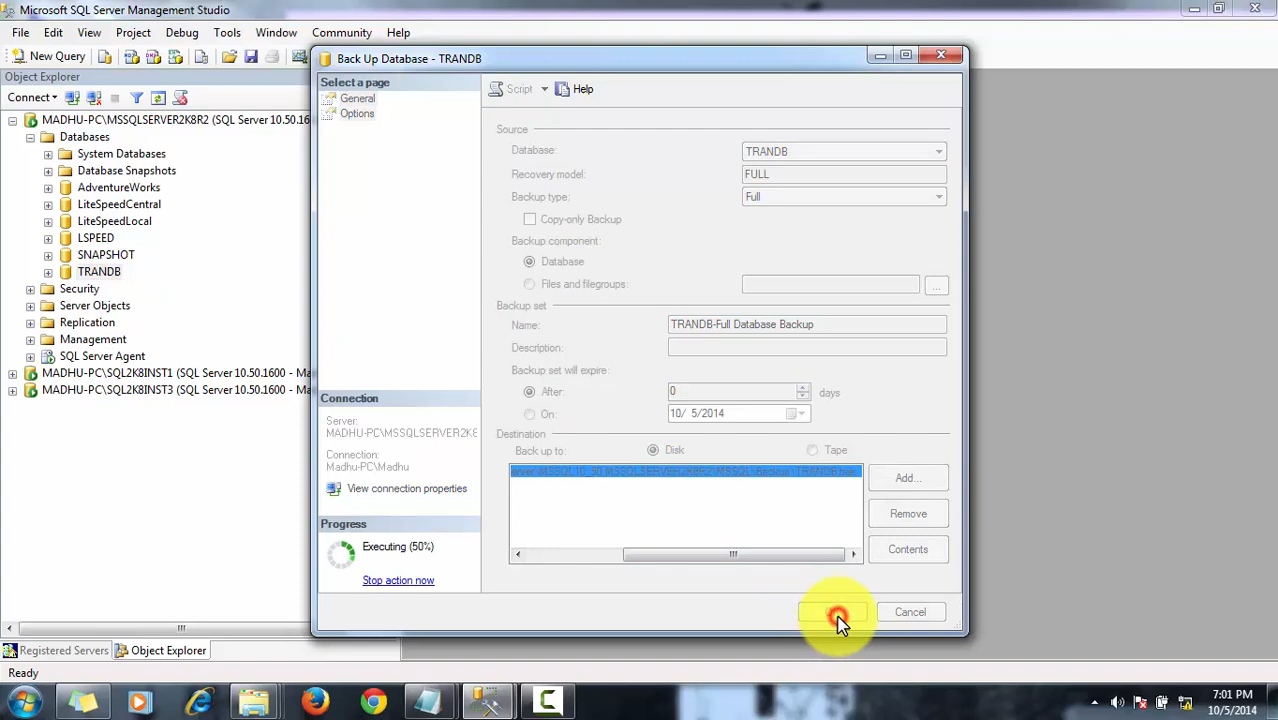 Microsoft SQL Server Management Studio
File Edit View Project Debug Tools Window Community Help
New Query
Object Explorer
Connect
MADHU-PC\MSSQLSERVER2K8R2 (SQL Server 10.50.16
Databases
System Databases
Database Snapshots
AdventureWorks
LiteSpeedCentral
LiteSpeedLocal
LSPEED
SNAPSHOT
TRANDB
Security
Server Objects
Replication
Management
SQL Server Agent
MADHU-PC\SQL2K8INST1 (SQL Server 10.50.1600 - Ma
MADHU-PC\SQL2K8INST3 (SQL Server 10.50.1600 - Ma
Registered Servers
Object Explorer
Ready
Back Up Database - TRANDB
Select a page
General
Options
Script
Help
Source
Database: TRANDB
Recovery model: FULL
Backup type: Full
Copy-only Backup
Backup component:
Database
Files and filegroups:
...
Backup set
Name: TRANDB-Full Database Backup
Description:
Backup set will expire:
After: 0 days
On: 10/ 5/2014
Destination
Back up to: Disk Tape
\MSSQL10_50.MSSQLSERVER2K8R2\MSSQL\Backup\TRANDB.bak
Add...
Remove
Contents
Connection
Server:
MADHU-PC\MSSQLSERVER2K8
Connection:
Madhu-PC\Madhu
View connection properties
Progress
Executing (50%)
Stop action now
Cancel
7:01 PM
10/5/2014